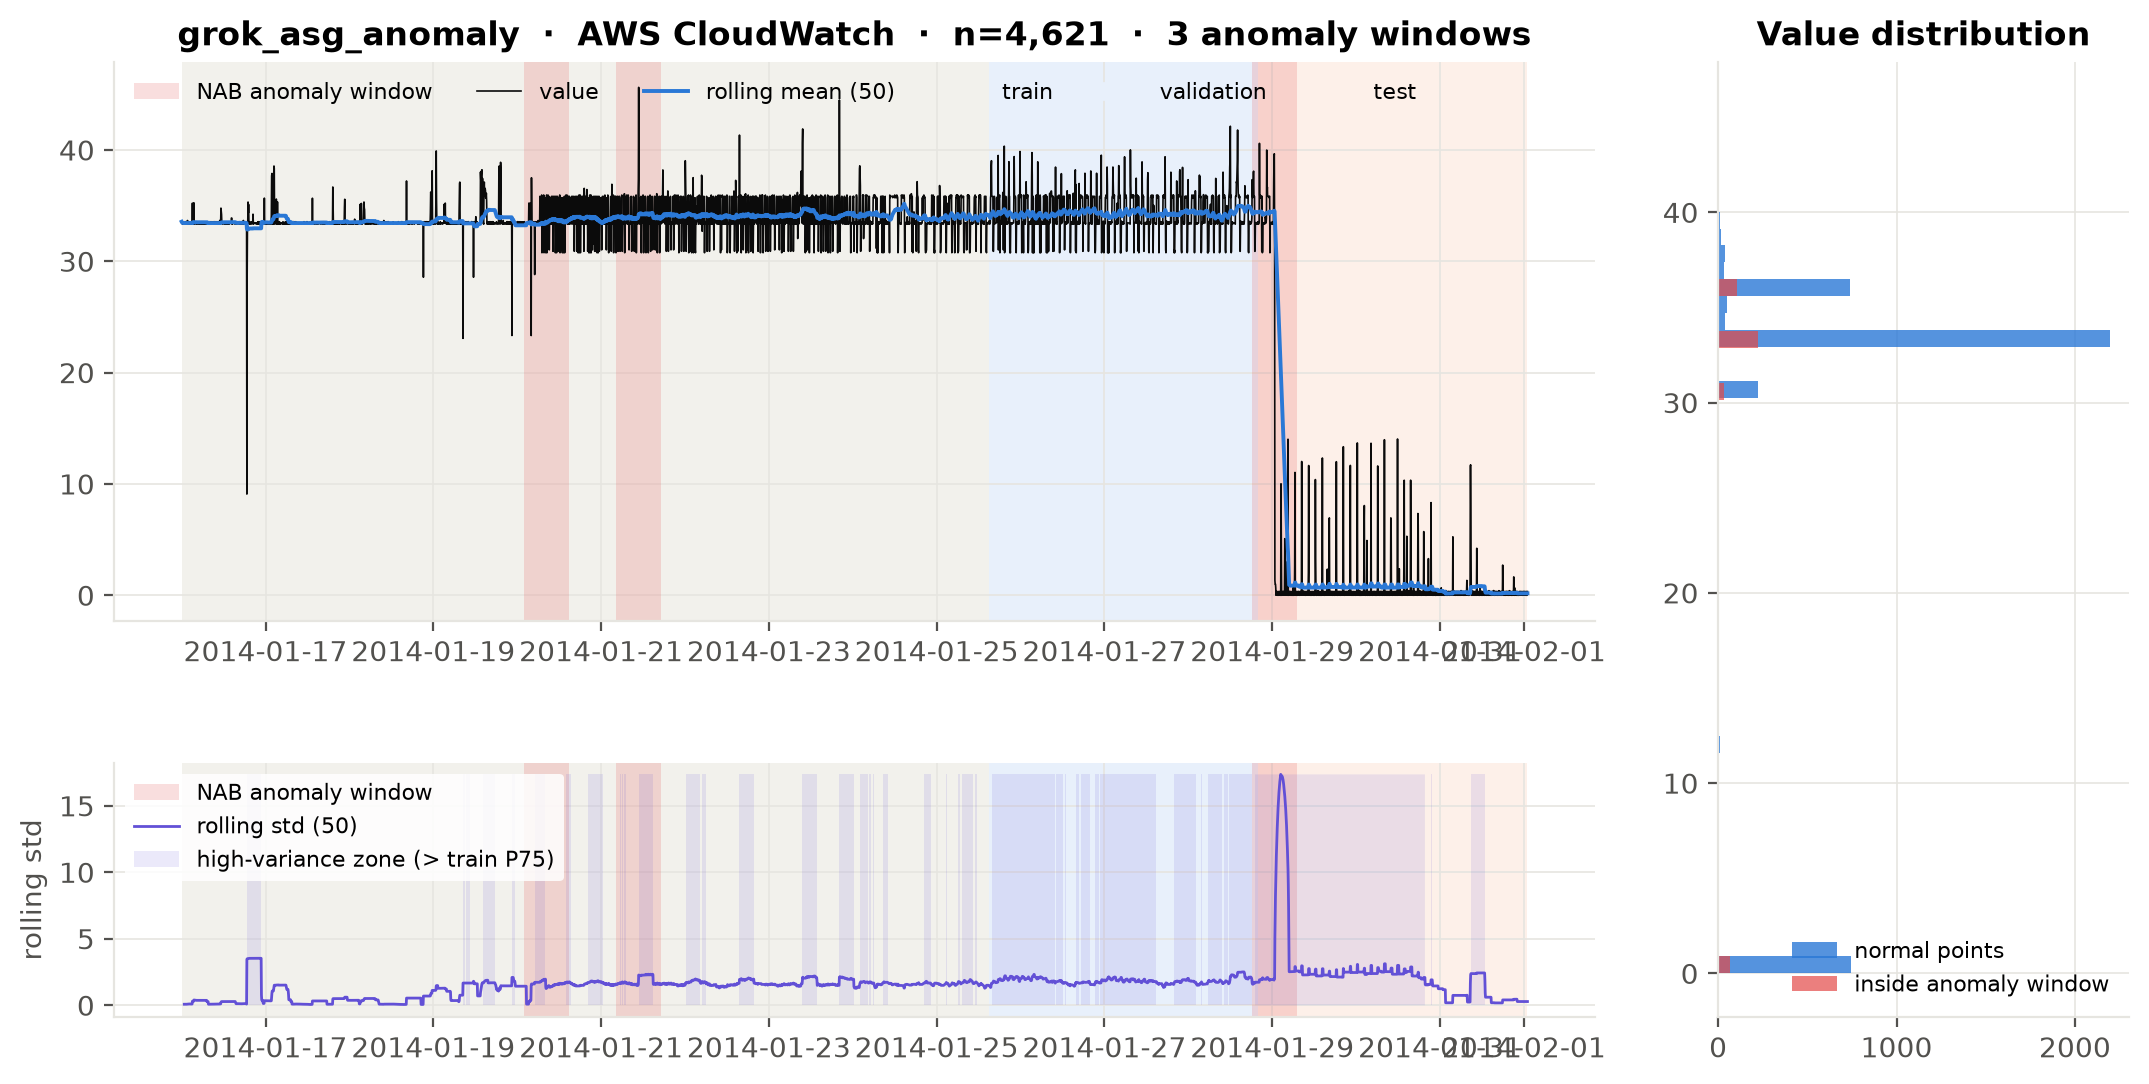 grok_asg_anomaly · AWS CloudWatch · n=4,621 · 3 anomaly windows
NAB anomaly window
value
rolling mean (50)
train
validation
test
40
30
20
10
0
2014-01-17
2014-01-19
2014-01-21
2014-01-23
2014-01-25
2014-01-27
2014-01-29
2014-01-31
2014-02-01
Value distribution
40
30
20
10
0
normal points
inside anomaly window
0
1000
2000
rolling std
15
10
5
0
NAB anomaly window
rolling std (50)
high-variance zone (> train P75)
2014-01-17
2014-01-19
2014-01-21
2014-01-23
2014-01-25
2014-01-27
2014-01-29
2014-01-31
2014-02-01